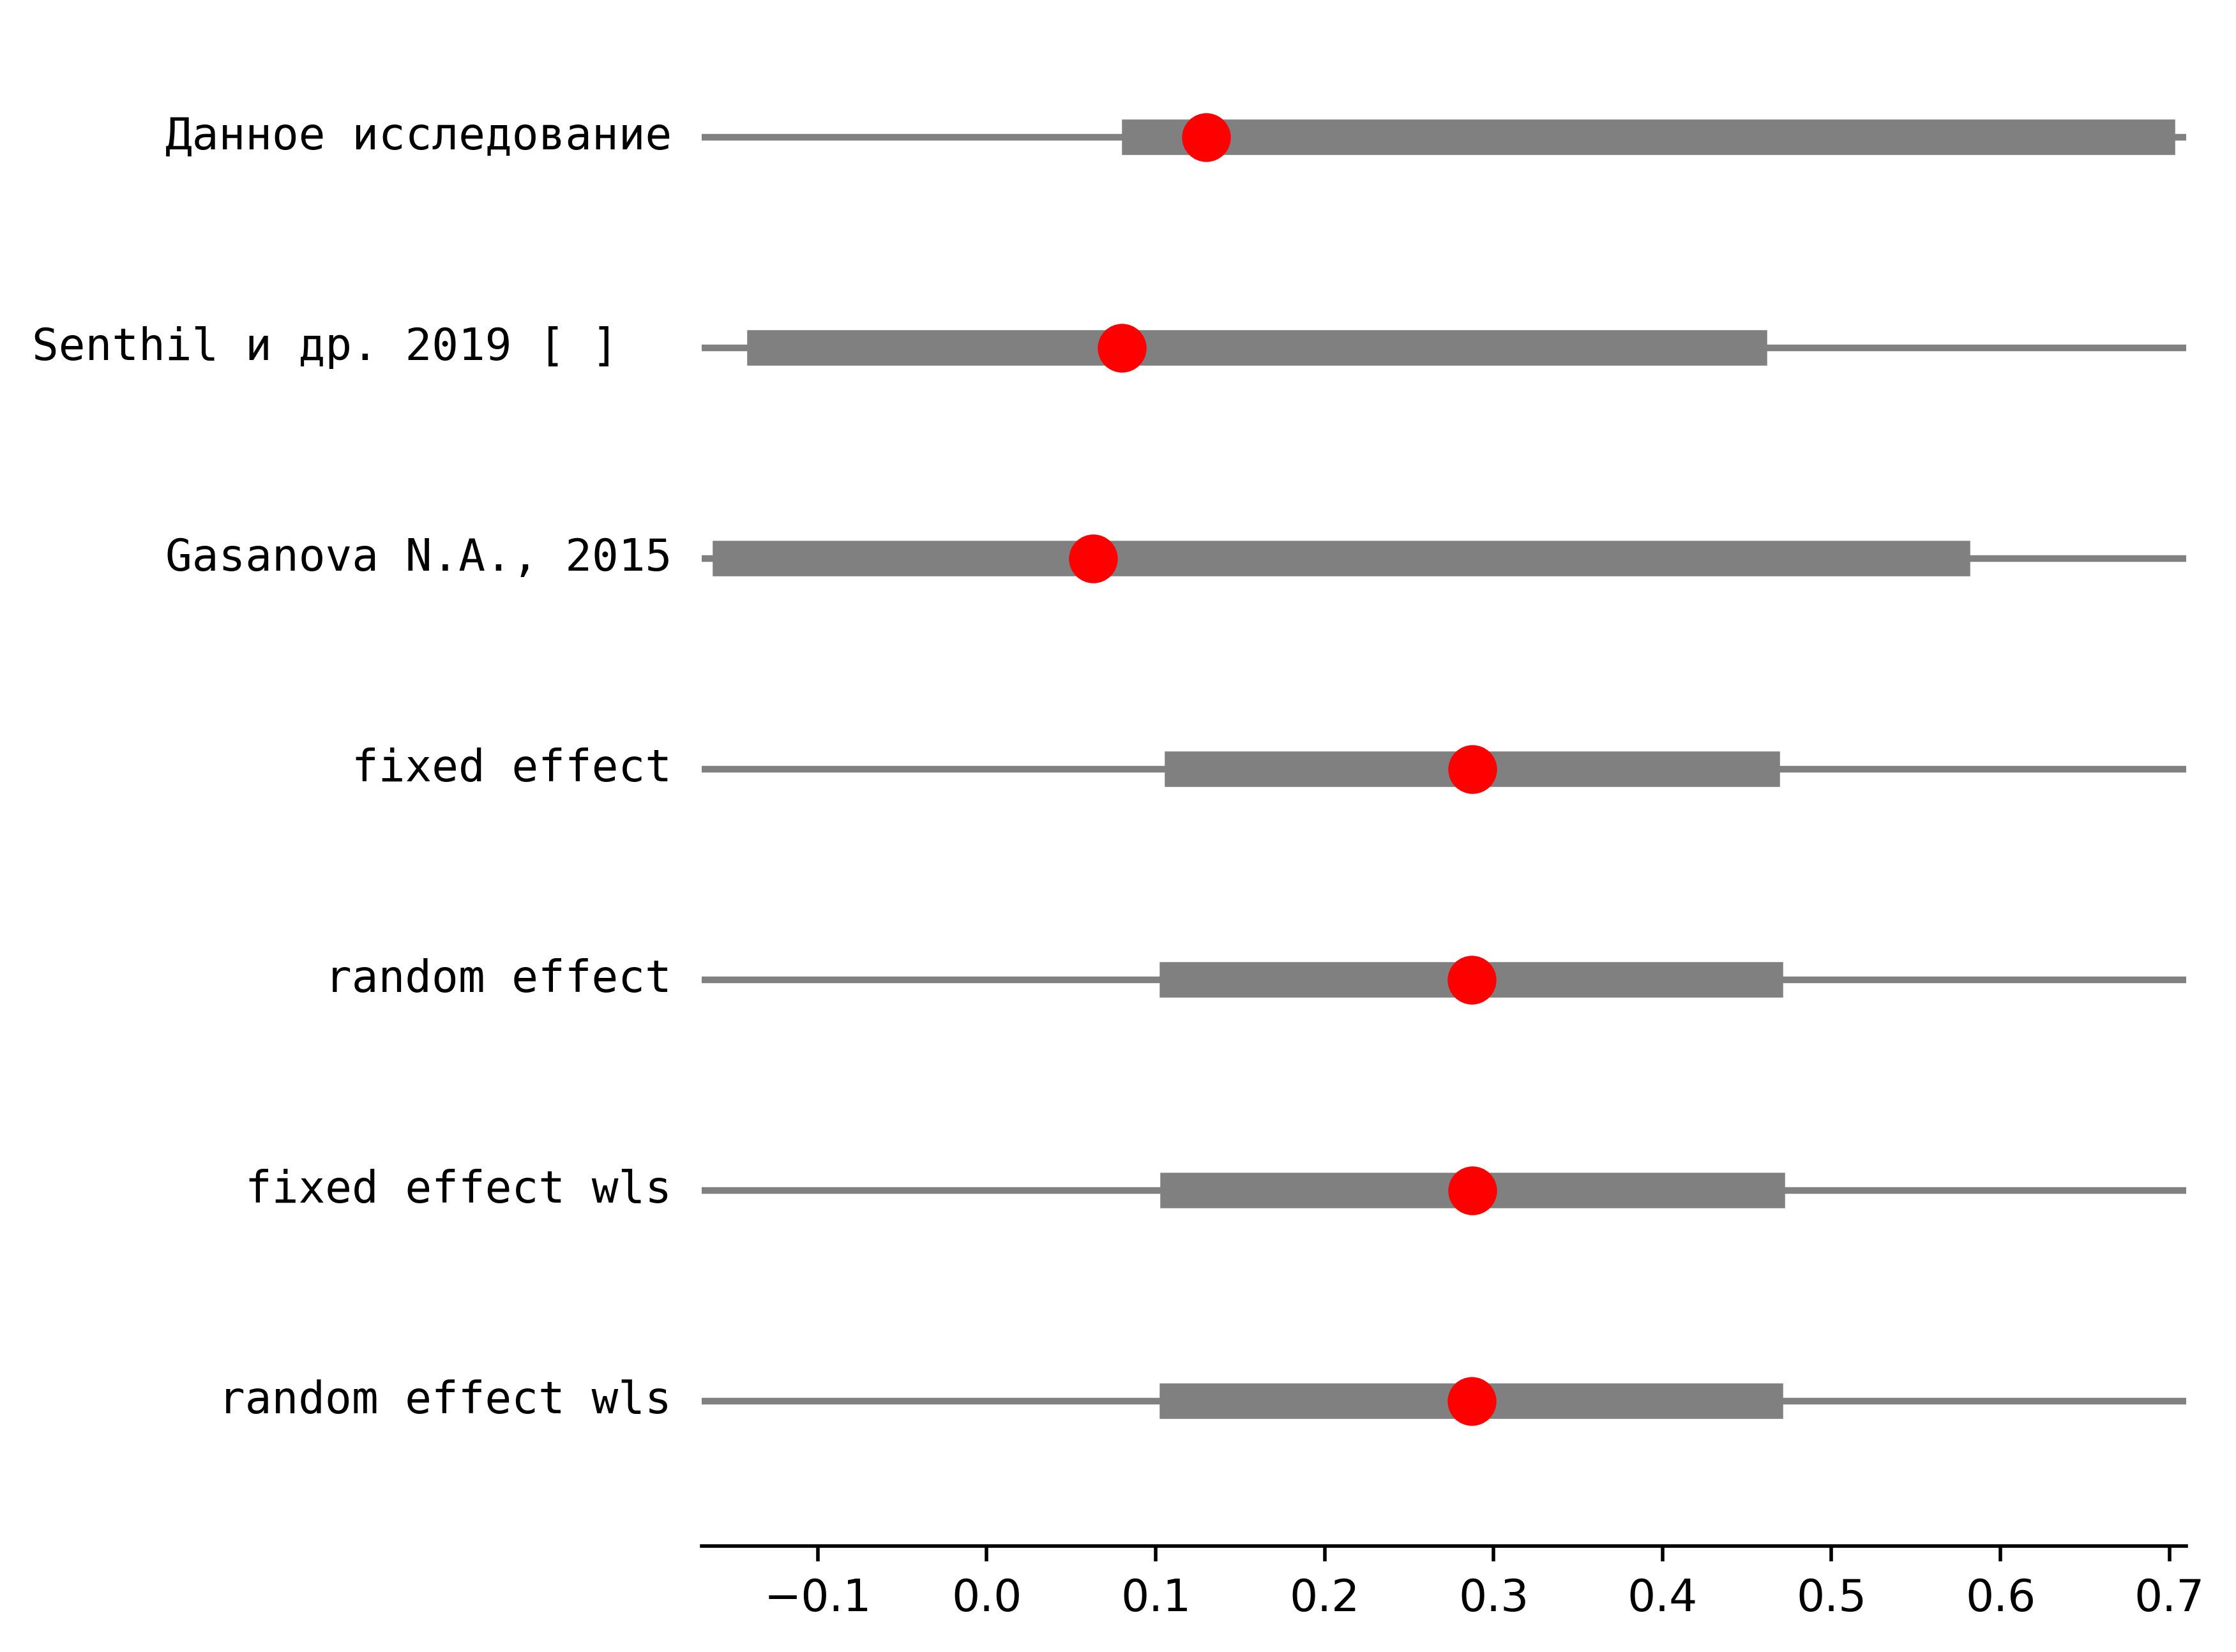 Данное исследование
Senthil и др. 2019 [ ]
Gasanova N.A., 2015
fixed effect
random effect
fixed effect wls
random effect wls
−0.1 0.0 0.1 0.2 0.3 0.4 0.5 0.6 0.7